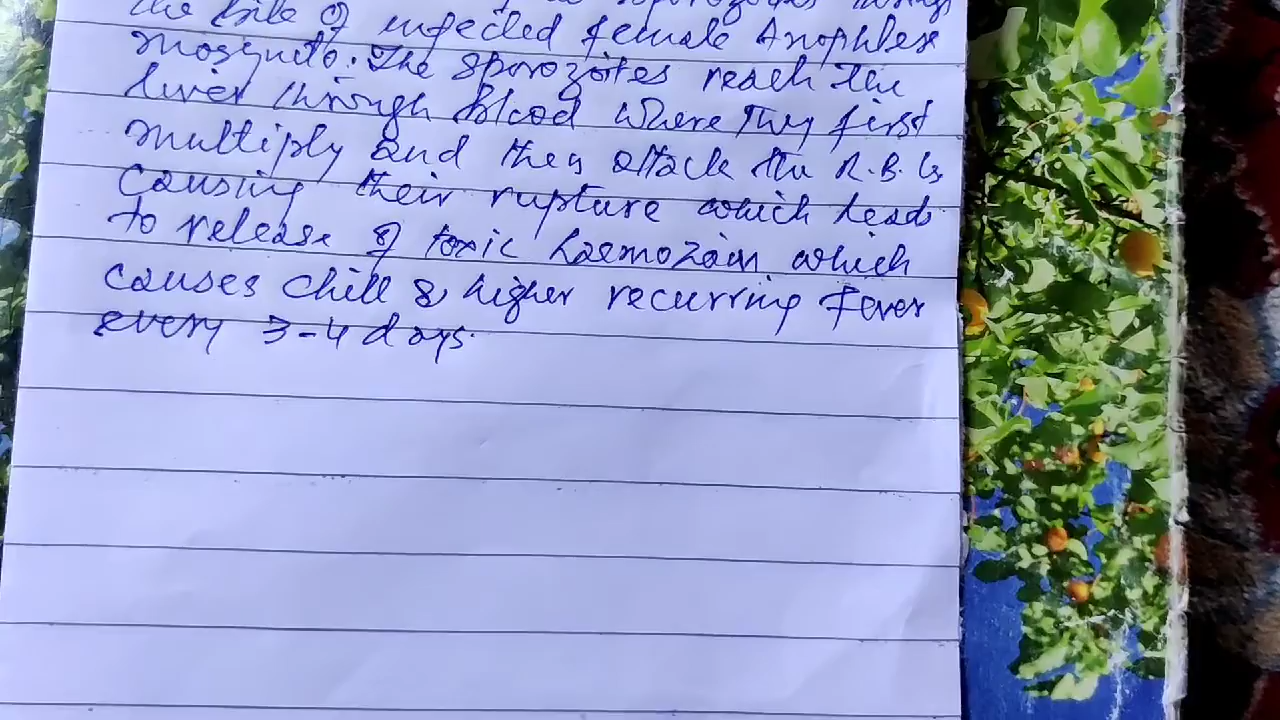 the bite of infected female Anophlex
mosquito. The sporozites reach the
liver through blood where they first
multiply and then attack the R.B.Cs
causing their rupture which leads
to release of toxic haemozoin which
causes chill & higher recurring fever
every 3-4 days.